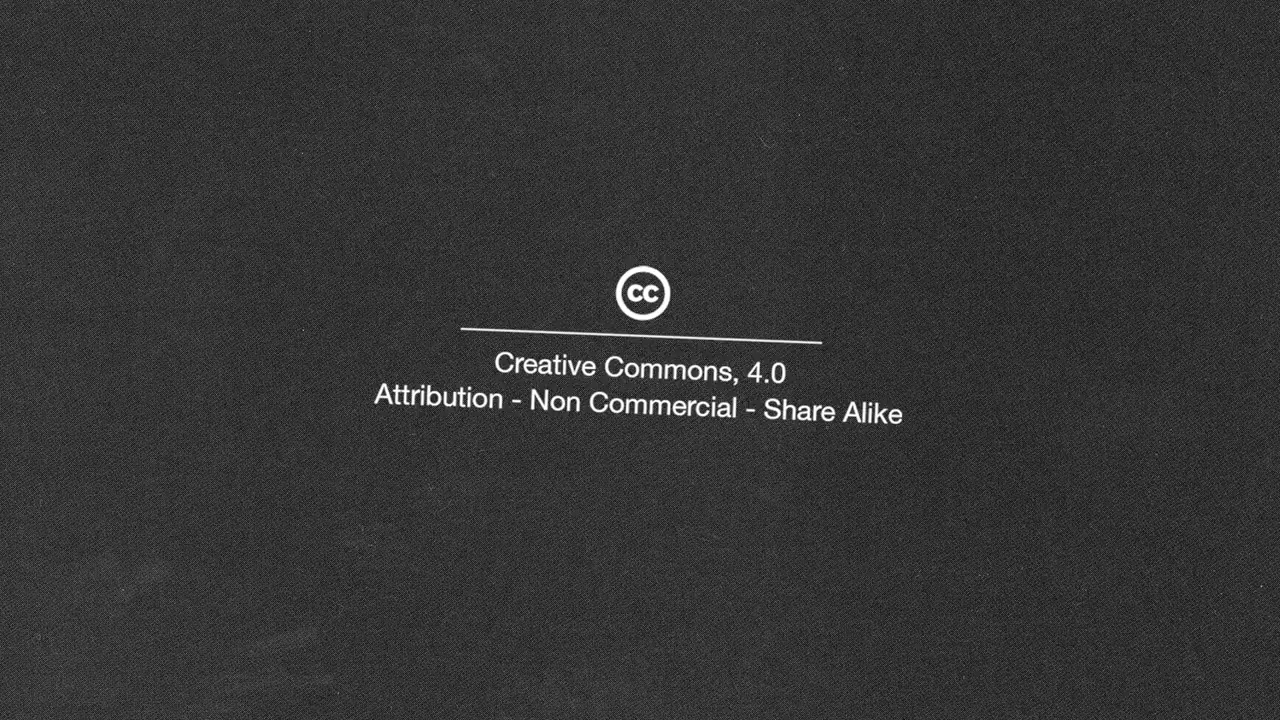 cc
Creative Commons, 4.0
Attribution - Non Commercial - Share Alike